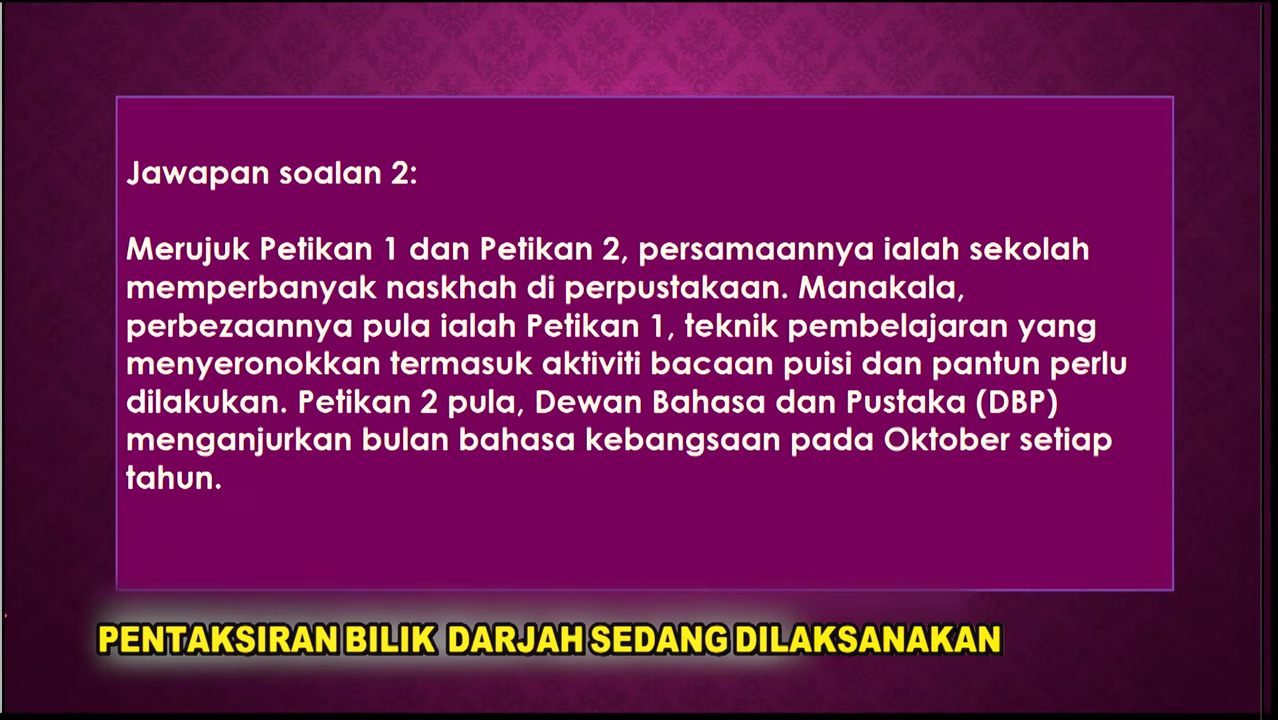 Jawapan soalan 2:
Merujuk Petikan 1 dan Petikan 2, persamaannya ialah sekolah
memperbanyak naskhah di perpustakaan. Manakala,
perbezaannya pula ialah Petikan 1, teknik pembelajaran yang
menyeronokkan termasuk aktiviti bacaan puisi dan pantun perlu
dilakukan. Petikan 2 pula, Dewan Bahasa dan Pustaka (DBP)
menganjurkan bulan bahasa kebangsaan pada Oktober setiap
tahun.
PENTAKSIRAN BILIK DARJAH SEDANG DILAKSANAKAN